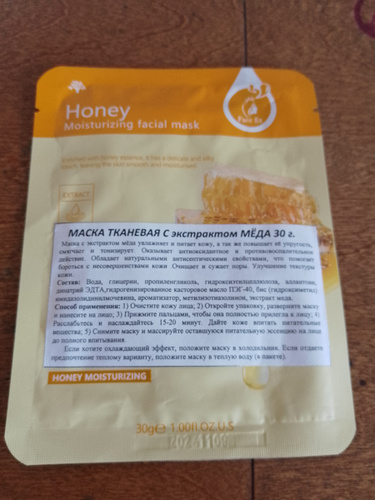 Honey
Moisturizing facial mask
EXTRACT
МАСКА ТКАНЕВАЯ С экстрактом МЁДА 30 г.
Маска с экстрактом мёда увлажняет и питает кожу, а так же повышает её упругость,
смягчает и тонизирует. Оказывает антиоксидантное и противовоспалительное
действие. Обладает натуральными антисептическими свойствами, что помогает
бороться с несовершенствами кожи. Очищает и сужает поры. Улучшение текстуры
кожи.
Состав: Вода, глицерин, пропиленгликоль, гидроксиэтилцеллюлоза, аллантоин,
динатрий ЭДТА,гидрогенизированное касторовое масло ПЭГ-40, бис (гидроксиметил)
имидазолидинилмочевина, ароматизатор, метилизотиазолинон, экстракт меда.
Способ применения: 1) Очистите кожу лица; 2) Откройте упаковку, разверните маску
и нанесите на лицо; 3) Прижмите пальцами, чтобы она полностью прилегла к лицу; 4)
Расслабьтесь и наслаждайтесь 15-20 минут. Дайте коже впитать питательные
вещества; 5) Снимите маску и массируйте оставшуюся питательную эссенцию на лице
до полного впитывания.
Если хотите охлаждающий эффект, положите маску в холодильник. Если отдаете
предпочтение теплому варианту, положите маску в теплую воду (в пакете).
HONEY MOISTURIZING
30g℮ 1.00fl.OZ.U.S